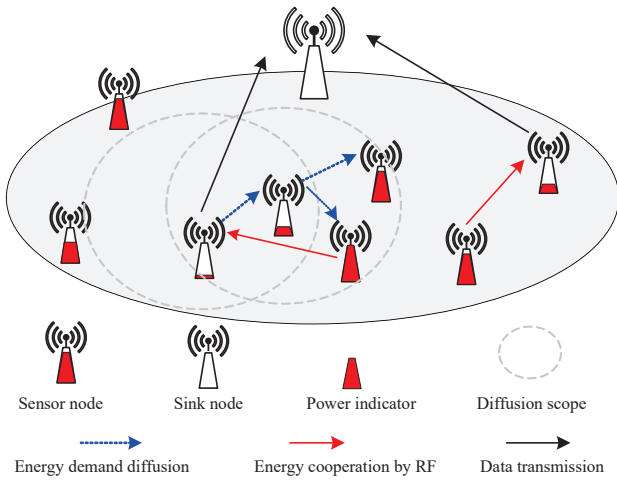 Sensor node Sink node Power indicator Diffusion scope
Energy demand diffusion Energy cooperation by RF Data transmission